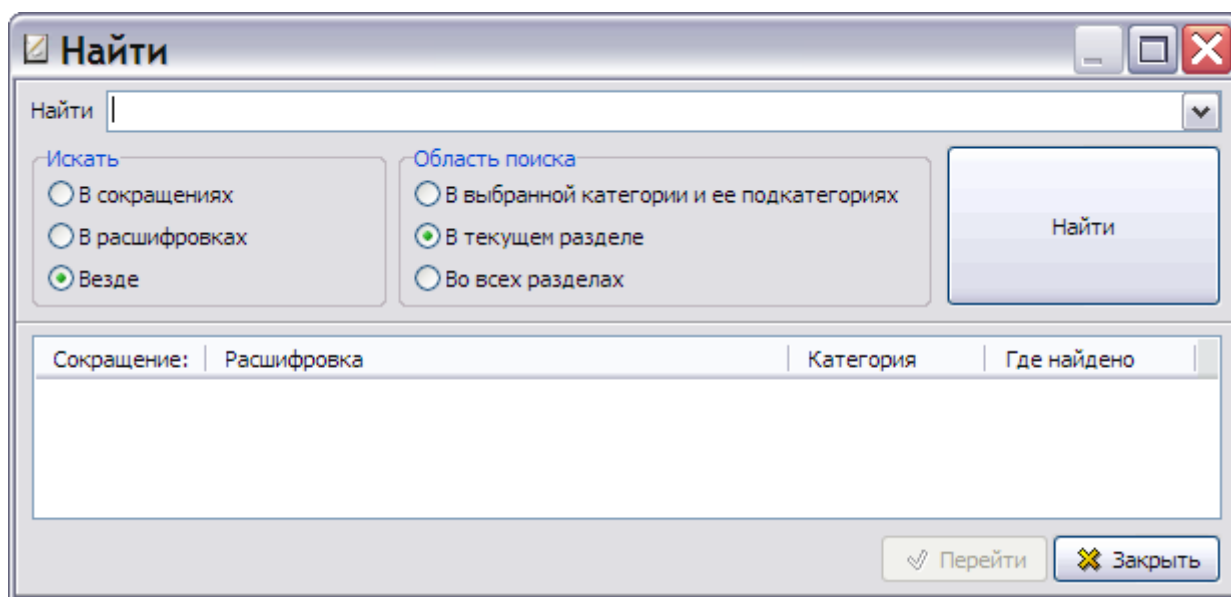 Найти
Найти
Искать
В сокращениях
В расшифровках
Везде
Область поиска
В выбранной категории и ее подкатегориях
В текущем разделе
Во всех разделах
Найти
Сокращение: Расшифровка Категория Где найдено
Перейти Закрыть